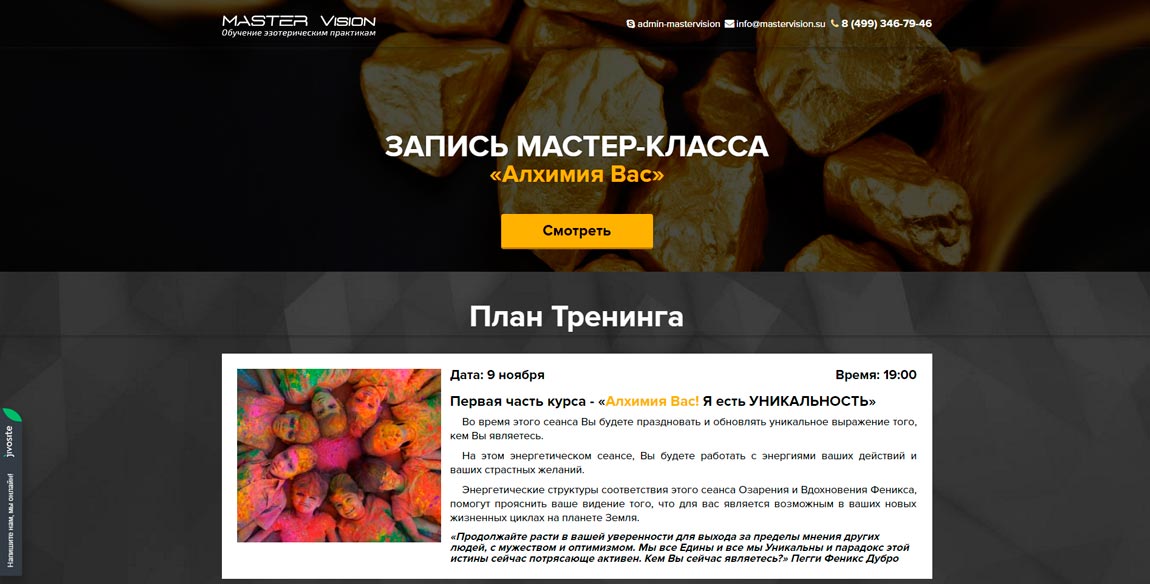 MASTER VISION
Обучение эзотерическим практикам
admin-mastervision info@mastervision.su 8 (499) 346-79-46
ЗАПИСЬ МАСТЕР-КЛАССА
«Алхимия Вас»
Смотреть
План Тренинга
Дата: 9 ноября Время: 19:00
Первая часть курса - «Алхимия Вас! Я есть УНИКАЛЬНОСТЬ»
Во время этого сеанса Вы будете праздновать и обновлять уникальное выражение того,
кем Вы являетесь.
На этом энергетическом сеансе, Вы будете работать с энергиями ваших действий и
ваших страстных желаний.
Энергетические структуры соответствия этого сеанса Озарения и Вдохновения Феникса,
помогут прояснить ваше видение того, что для вас является возможным в ваших новых
жизненных циклах на планете Земля.
«Продолжайте расти в вашей уверенности для выхода за пределы мнения других
людей, с мужеством и оптимизмом. Мы все Едины и все мы Уникальны и парадокс этой
истины сейчас потрясающе активен. Кем Вы сейчас являетесь?» Пегги Феникс Дубро
jivosite
Напишите нам, мы онлайн!